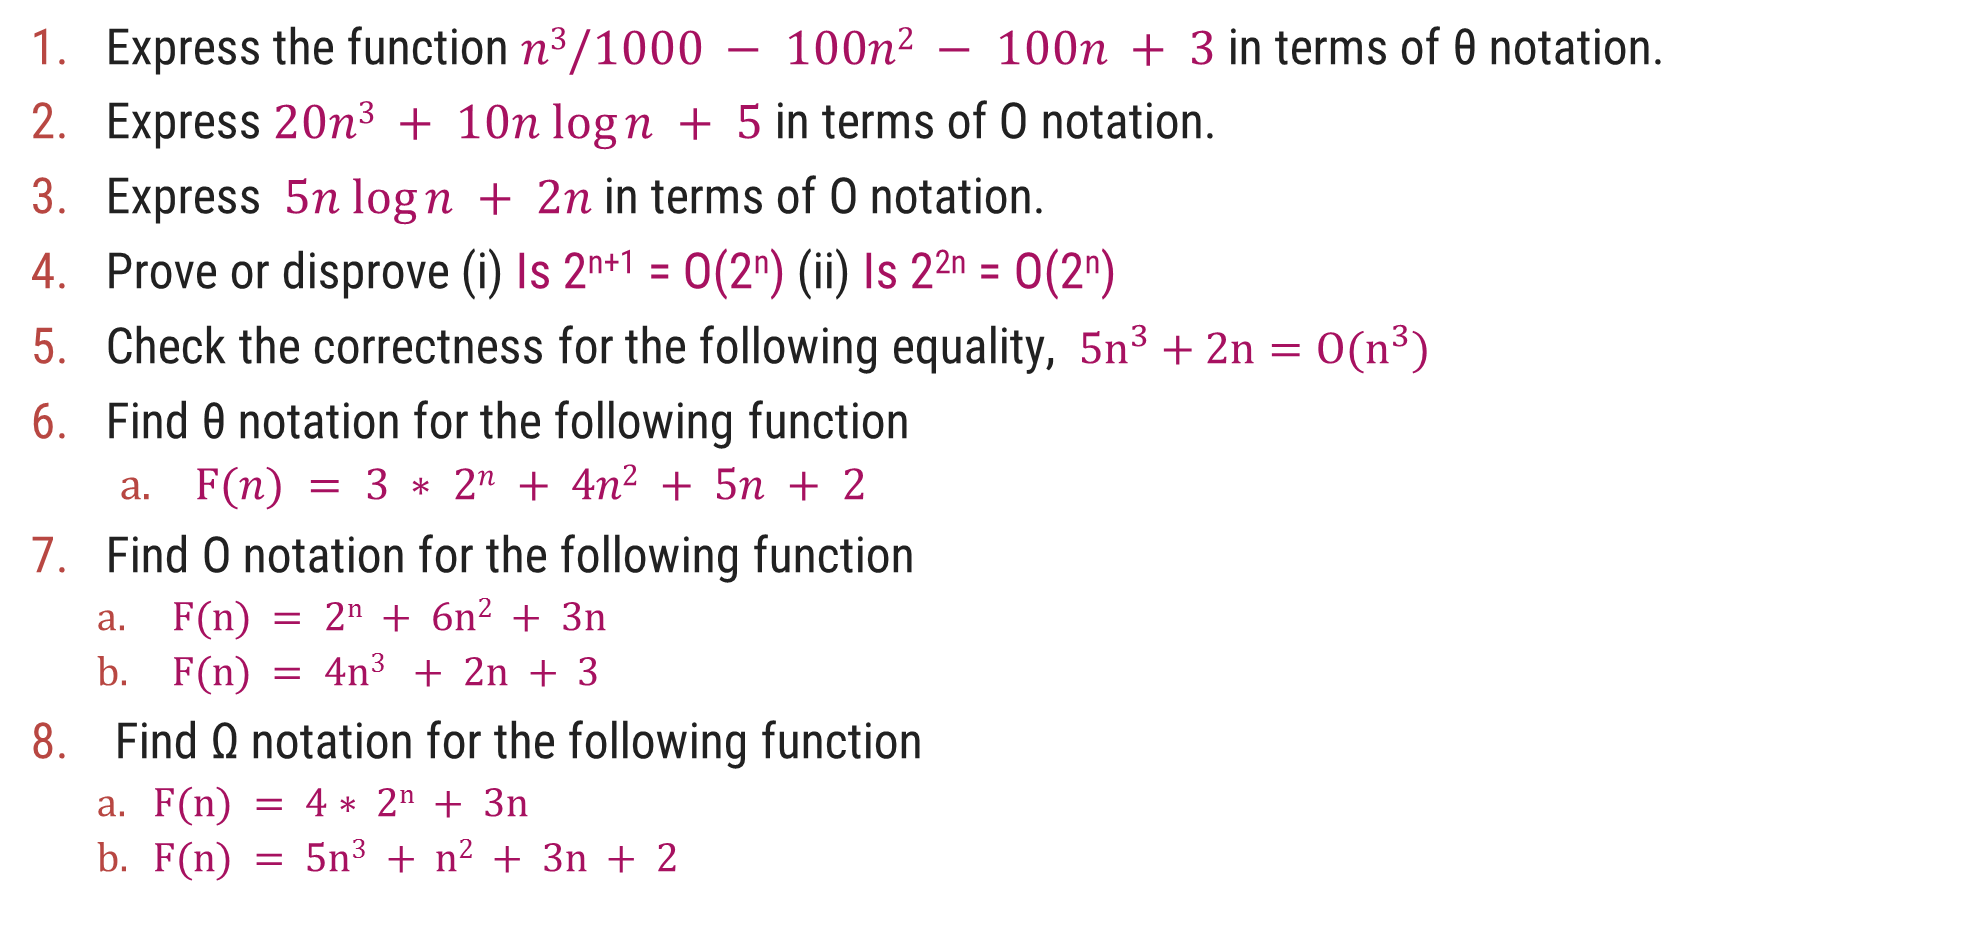 1. Express the function n³/1000 − 100n² − 100n + 3 in terms of θ notation.
2. Express 20n³ + 10n log n + 5 in terms of O notation.
3. Express 5n log n + 2n in terms of O notation.
4. Prove or disprove (i) Is 2ⁿ⁺¹ = O(2ⁿ) (ii) Is 2²ⁿ = O(2ⁿ)
5. Check the correctness for the following equality, 5n³ + 2n = O(n³)
6. Find θ notation for the following function
a. F(n) = 3 * 2ⁿ + 4n² + 5n + 2
7. Find O notation for the following function
a. F(n) = 2ⁿ + 6n² + 3n
b. F(n) = 4n³ + 2n + 3
8. Find Ω notation for the following function
a. F(n) = 4 * 2ⁿ + 3n
b. F(n) = 5n³ + n² + 3n + 2